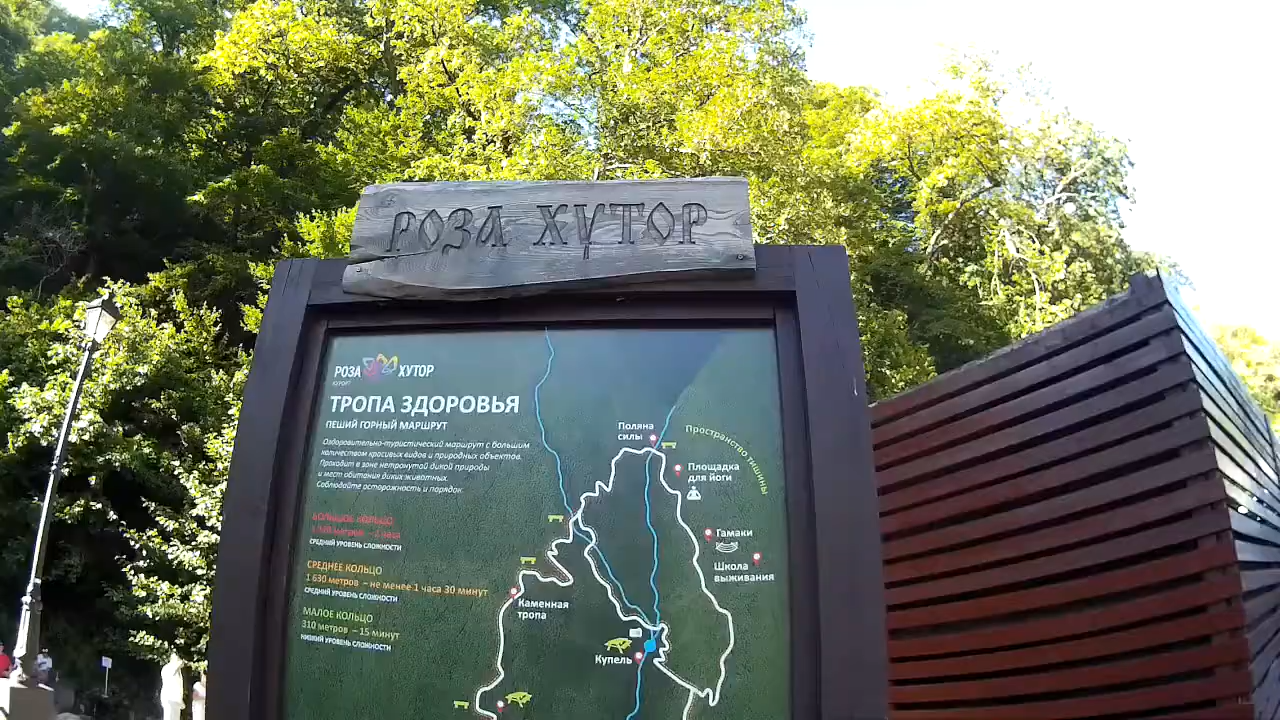 РОЗА ХУТОР
РОЗА ХУТОР
КУРОРТ
ТРОПА ЗДОРОВЬЯ
ПЕШИЙ ГОРНЫЙ МАРШРУТ
Оздоровительно-туристический маршрут с большим
количеством красивых видов и природных объектов.
Проходит в зоне нетронутой дикой природы
и мест обитания диких животных.
Соблюдайте осторожность и порядок
БОЛЬШОЕ КОЛЬЦО
СРЕДНИЙ УРОВЕНЬ СЛОЖНОСТИ
СРЕДНЕЕ КОЛЬЦО
1 630 метров – не менее 1 часа 30 минут
СРЕДНИЙ УРОВЕНЬ СЛОЖНОСТИ
МАЛОЕ КОЛЬЦО
310 метров – 15 минут
НИЗКИЙ УРОВЕНЬ СЛОЖНОСТИ
Поляна
силы
Пространство тишины
Площадка
для йоги
Гамаки
Школа
выживания
Каменная
тропа
Купель